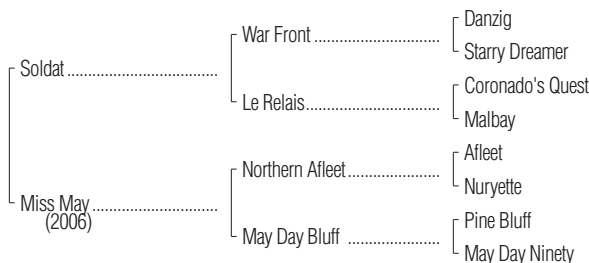 Danzig
War Front ........................................
Starry Dreamer
Soldat ................................................
Coronado's Quest
Le Relais ..........................................
Malbay
Afleet
Northern Afleet .............................
Nuryette
Miss May ........................................
(2006)
Pine Bluff
May Day Bluff ............................
May Day Ninety